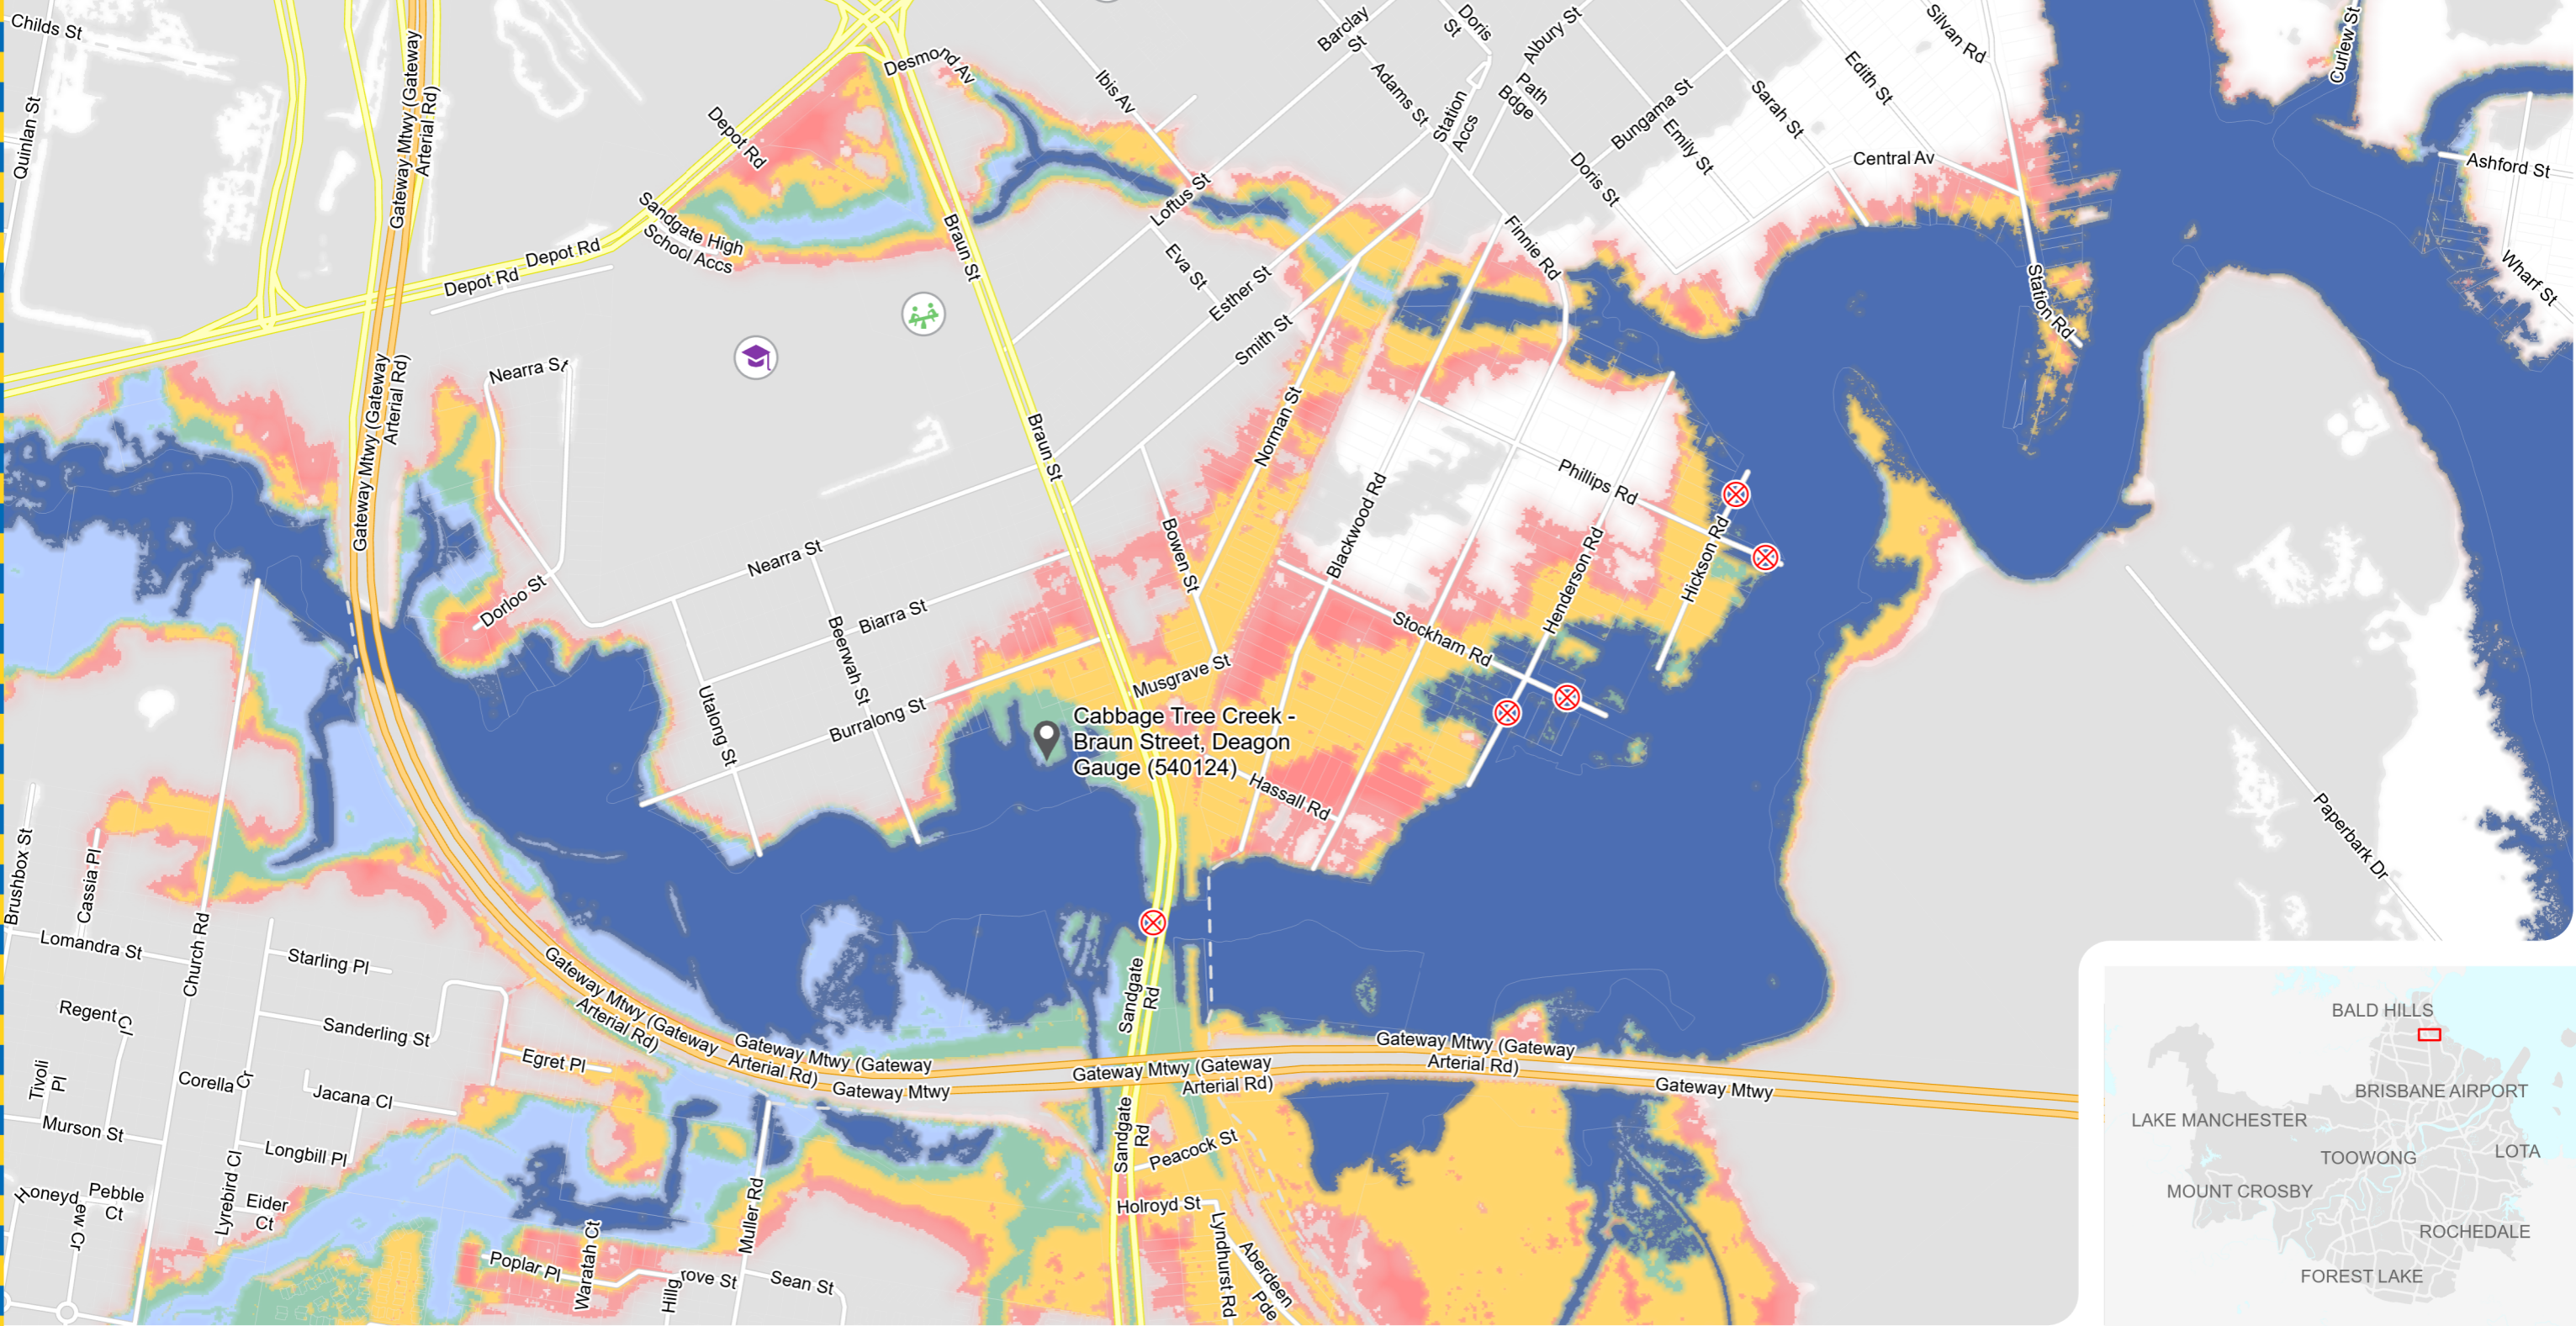 Childs St
Quinlan St
Gateway Mtwy (Gateway
Arterial Rd)
Desmond Av
Depot Rd
Sandgate High
School Accs
Depot Rd
Depot Rd
Braun St
Ibis Av
Loftus St
Eva St
Esther St
Smith St
Barclay
St
Doris
St
Adams St
Albury St
Station
Accs
Path
Bdge
Doris St
Bungama St
Emily St
Sarah St
Edith St
Silvan Rd
Central Av
Finnie Rd
Station Rd
Curlew St
Ashford St
Wharf St
Gateway Mtwy (Gateway
Arterial Rd)
Nearra St
Dorloo St
Nearra St
Biarra St
Beerwah St
Utalong St
Burralong St
Braun St
Bowen St
Norman St
Musgrave St
Blackwood Rd
Phillips Rd
Hickson Rd
Henderson Rd
Stockham Rd
Hassall Rd
Cabbage Tree Creek -
Braun Street, Deagon
Gauge (540124)
Paperbark Dr
Brushbox St
Cassia Pl
Church Rd
Lomandra St
Starling Pl
Regent Cl
Sanderling St
Tivoli
Pl
Corella Cr
Jacana Cl
Egret Pl
Murson St
Longbill Pl
Lyrebird Cl
Pebble
Ct
Honeydew Cr
Eider
Ct
Poplar Pl
Waratah Ct
Muller Rd
Sean St
Gateway Mtwy (Gateway
Arterial Rd)
Gateway Mtwy (Gateway
Arterial Rd)
Gateway Mtwy
Gateway Mtwy (Gateway
Arterial Rd)
Gateway Mtwy (Gateway
Arterial Rd)
Gateway Mtwy
Sandgate
Rd
Sandgate
Rd
Peacock St
Holroyd St
Lyndhurst Rd
Aberdeen
Pde
BALD HILLS
BRISBANE AIRPORT
LAKE MANCHESTER
LOTA
TOOWONG
MOUNT CROSBY
ROCHEDALE
FOREST LAKE